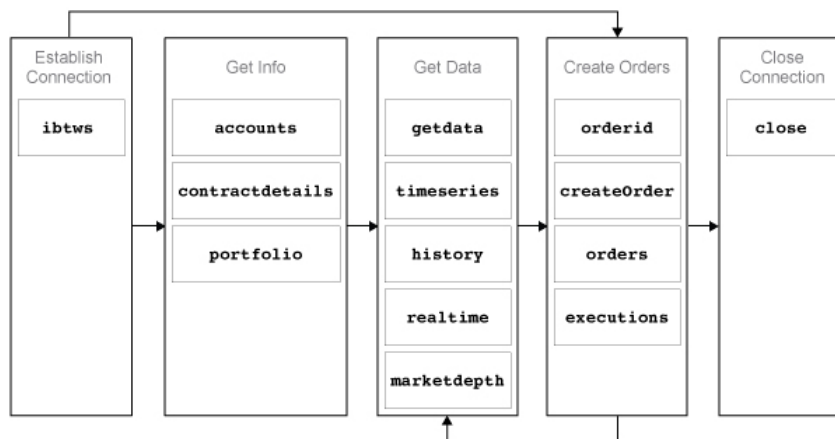 Establish
Connection
ibtws
Get Info
accounts
contractdetails
portfolio
Get Data
getdata
timeseries
history
realtime
marketdepth
Create Orders
orderid
createOrder
orders
executions
Close
Connection
close